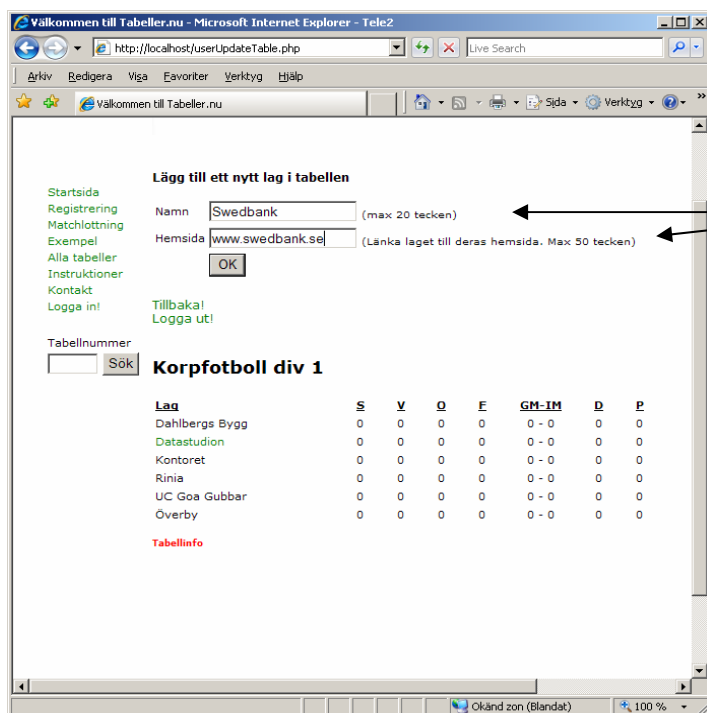 Välkommen till Tabeller.nu - Microsoft Internet Explorer - Tele2
http://localhost/userUpdateTable.php
Live Search
Arkiv Redigera Visa Favoriter Verktyg Hjälp
Välkommen till Tabeller.nu
Sida
Verktyg
»
Startsida
Registrering
Matchlottning
Exempel
Alla tabeller
Instruktioner
Kontakt
Logga in!
Tabellnummer
Sök
Lägg till ett nytt lag i tabellen
Namn Swedbank (max 20 tecken)
Hemsida www.swedbank.se (Länka laget till deras hemsida. Max 50 tecken)
OK
Tillbaka!
Logga ut!
Korpfotboll div 1
Lag S V O F GM-IM D P
Dahlbergs Bygg 0 0 0 0 0 - 0 0 0
Datastudion 0 0 0 0 0 - 0 0 0
Kontoret 0 0 0 0 0 - 0 0 0
Rinia 0 0 0 0 0 - 0 0 0
UC Goa Gubbar 0 0 0 0 0 - 0 0 0
Överby 0 0 0 0 0 - 0 0 0
Tabellinfo
Okänd zon (Blandat)
100 %